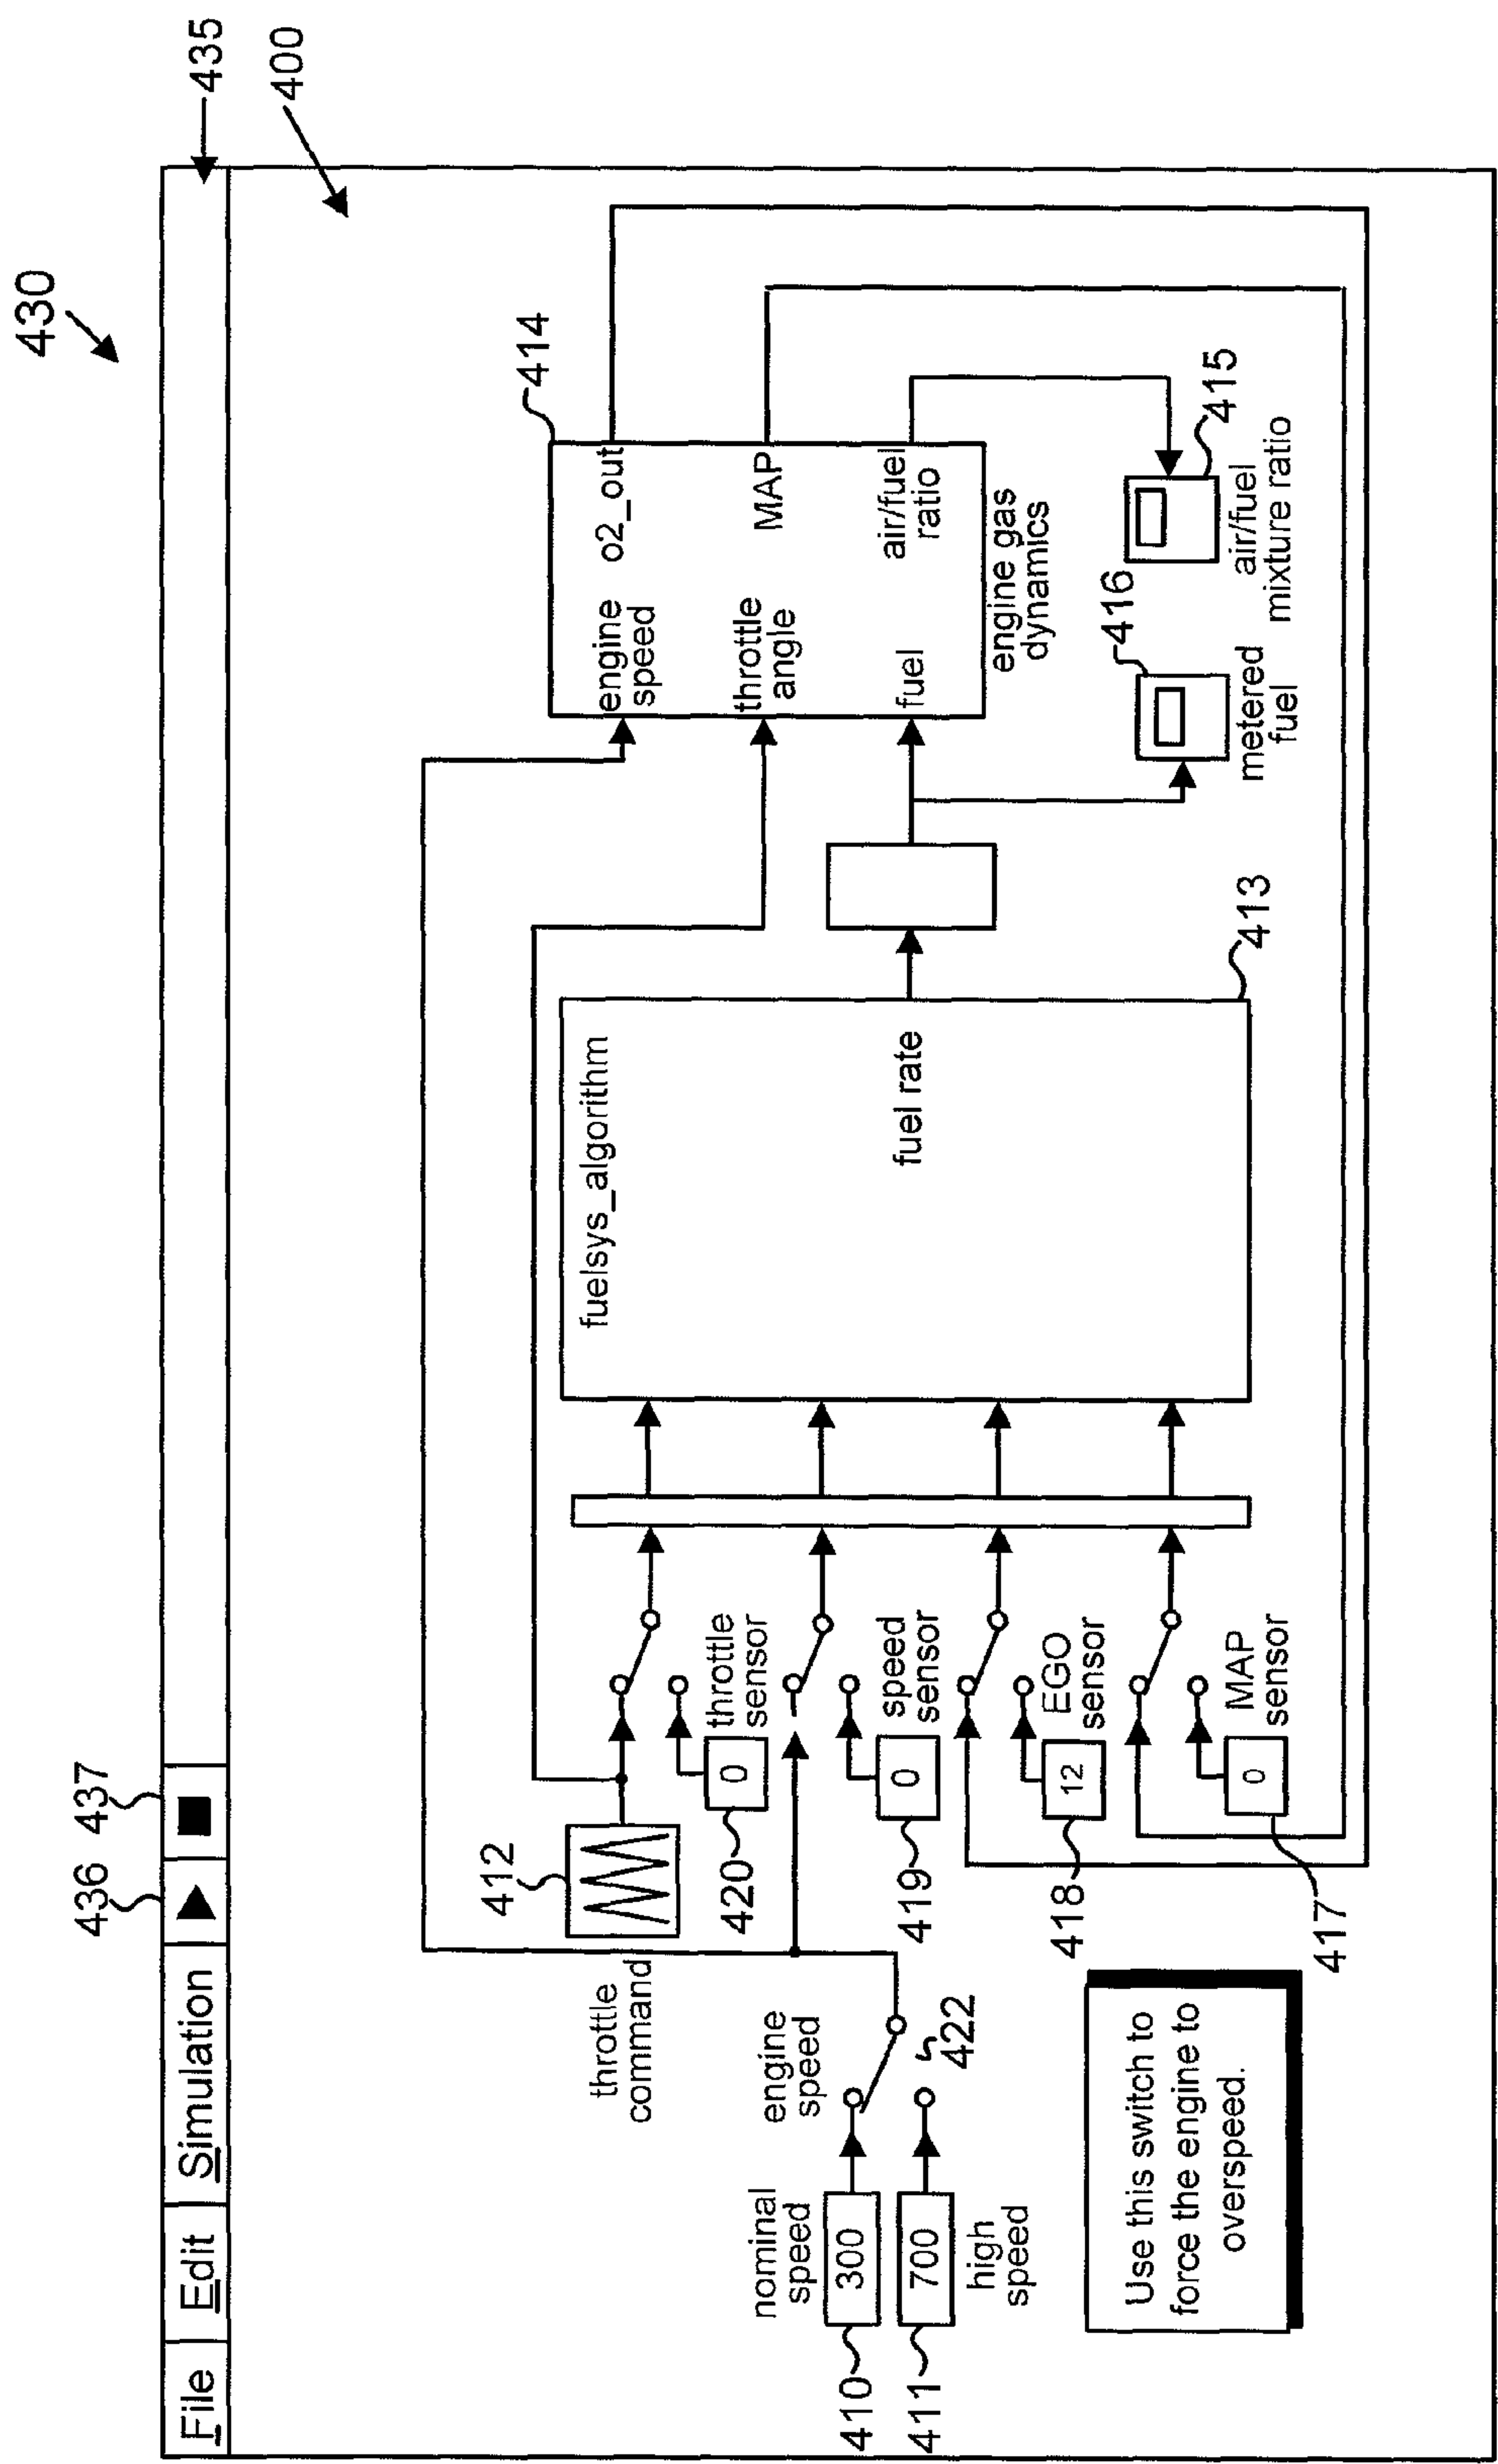 430
435
400
436
437
File
Edit
Simulation
414
engine
speed
o2_out
throttle
angle
MAP
fuel
air/fuel
ratio
engine gas
dynamics
412
throttle
command
fuelsys_algorithm
fuel rate
413
0
throttle
sensor
420
nominal
speed
300
410
engine
speed
700
411
high
speed
422
0
speed
sensor
419
12
EGO
sensor
418
0
MAP
sensor
417
416
metered
fuel
415
air/fuel
mixture ratio
Use this switch to
force the engine to
overspeed.